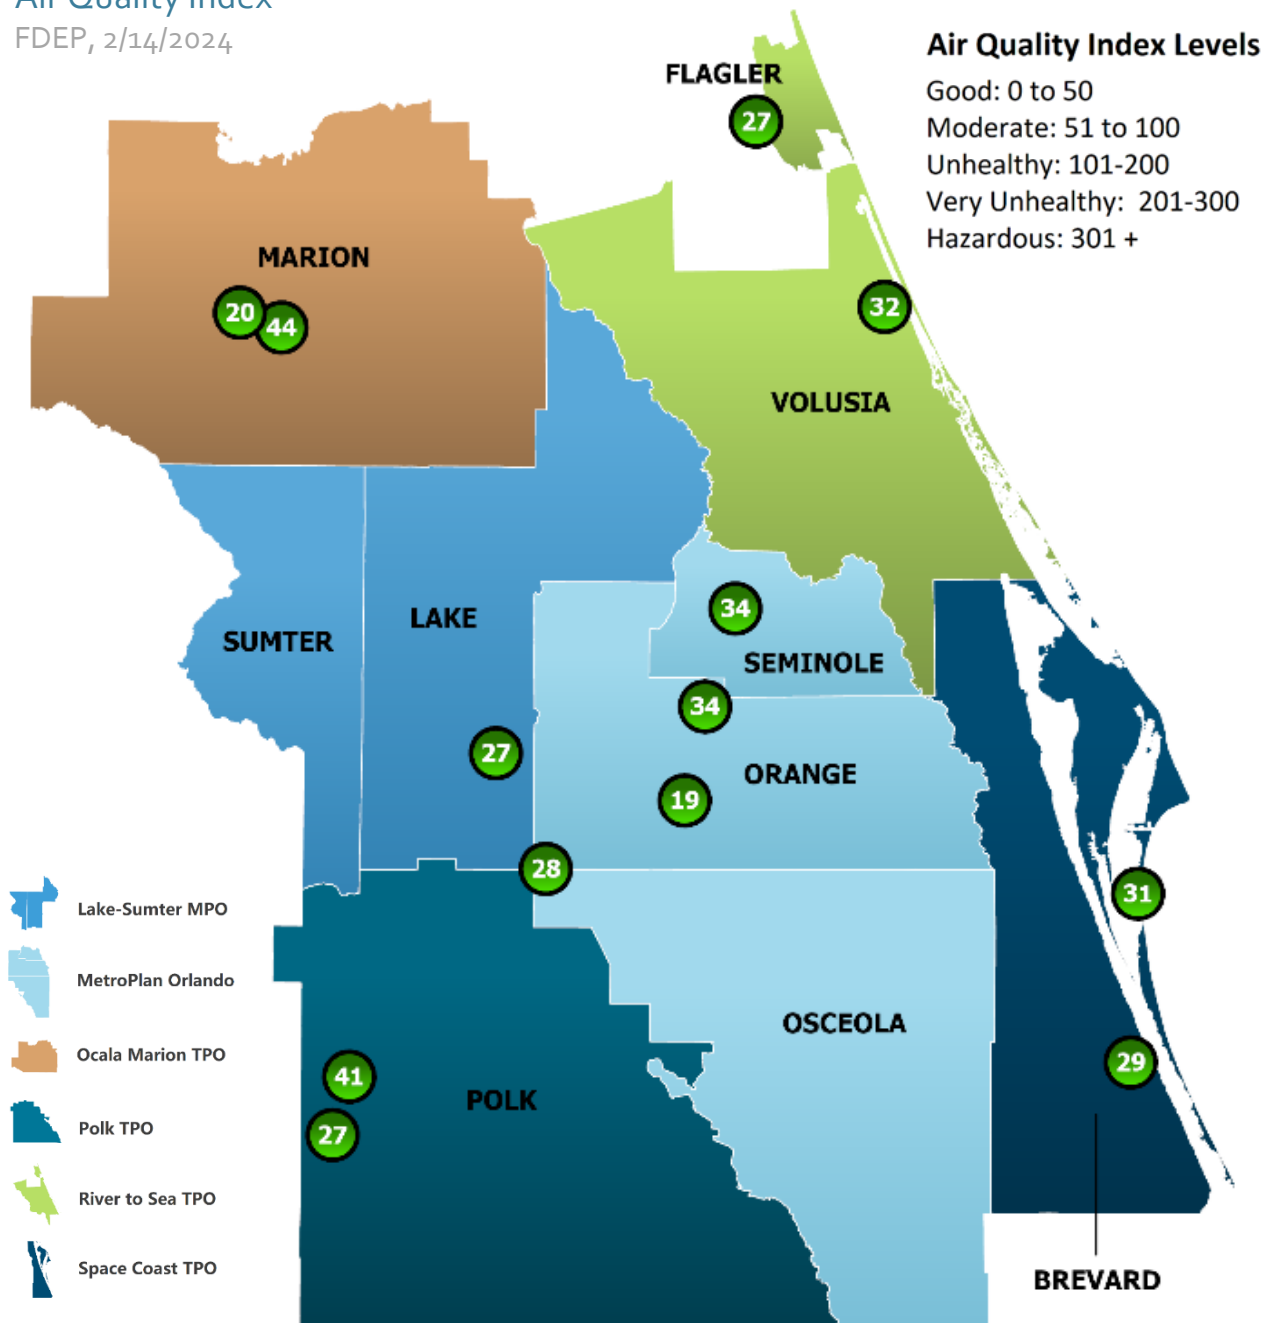 Air Quality Index
FDEP, 2/14/2024
Air Quality Index Levels
Good: 0 to 50
Moderate: 51 to 100
Unhealthy: 101-200
Very Unhealthy: 201-300
Hazardous: 301 +
FLAGLER
27
MARION
20
44
32
VOLUSIA
34
LAKE
SUMTER
SEMINOLE
34
27
ORANGE
19
28
31
Lake-Sumter MPO
MetroPlan Orlando
OSCEOLA
Ocala Marion TPO
29
41
POLK
Polk TPO
27
River to Sea TPO
Space Coast TPO
BREVARD